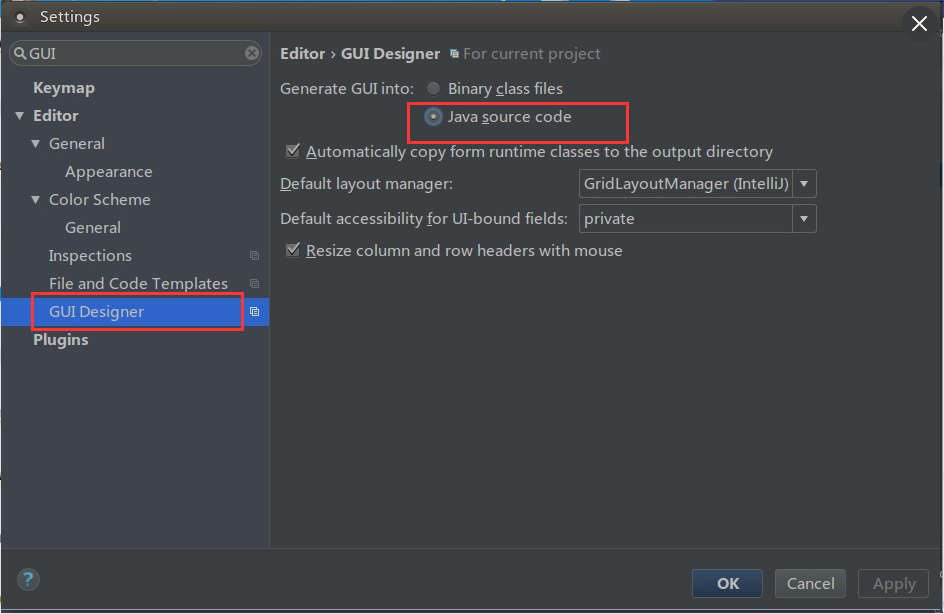 Settings
GUI
Keymap
Editor
General
Appearance
Color Scheme
General
Inspections
File and Code Templates
GUI Designer
Plugins
Editor › GUI Designer For current project
Generate GUI into: Binary class files
Java source code
Automatically copy form runtime classes to the output directory
Default layout manager: GridLayoutManager (IntelliJ)
Default accessibility for UI-bound fields: private
Resize column and row headers with mouse
?
OK Cancel Apply